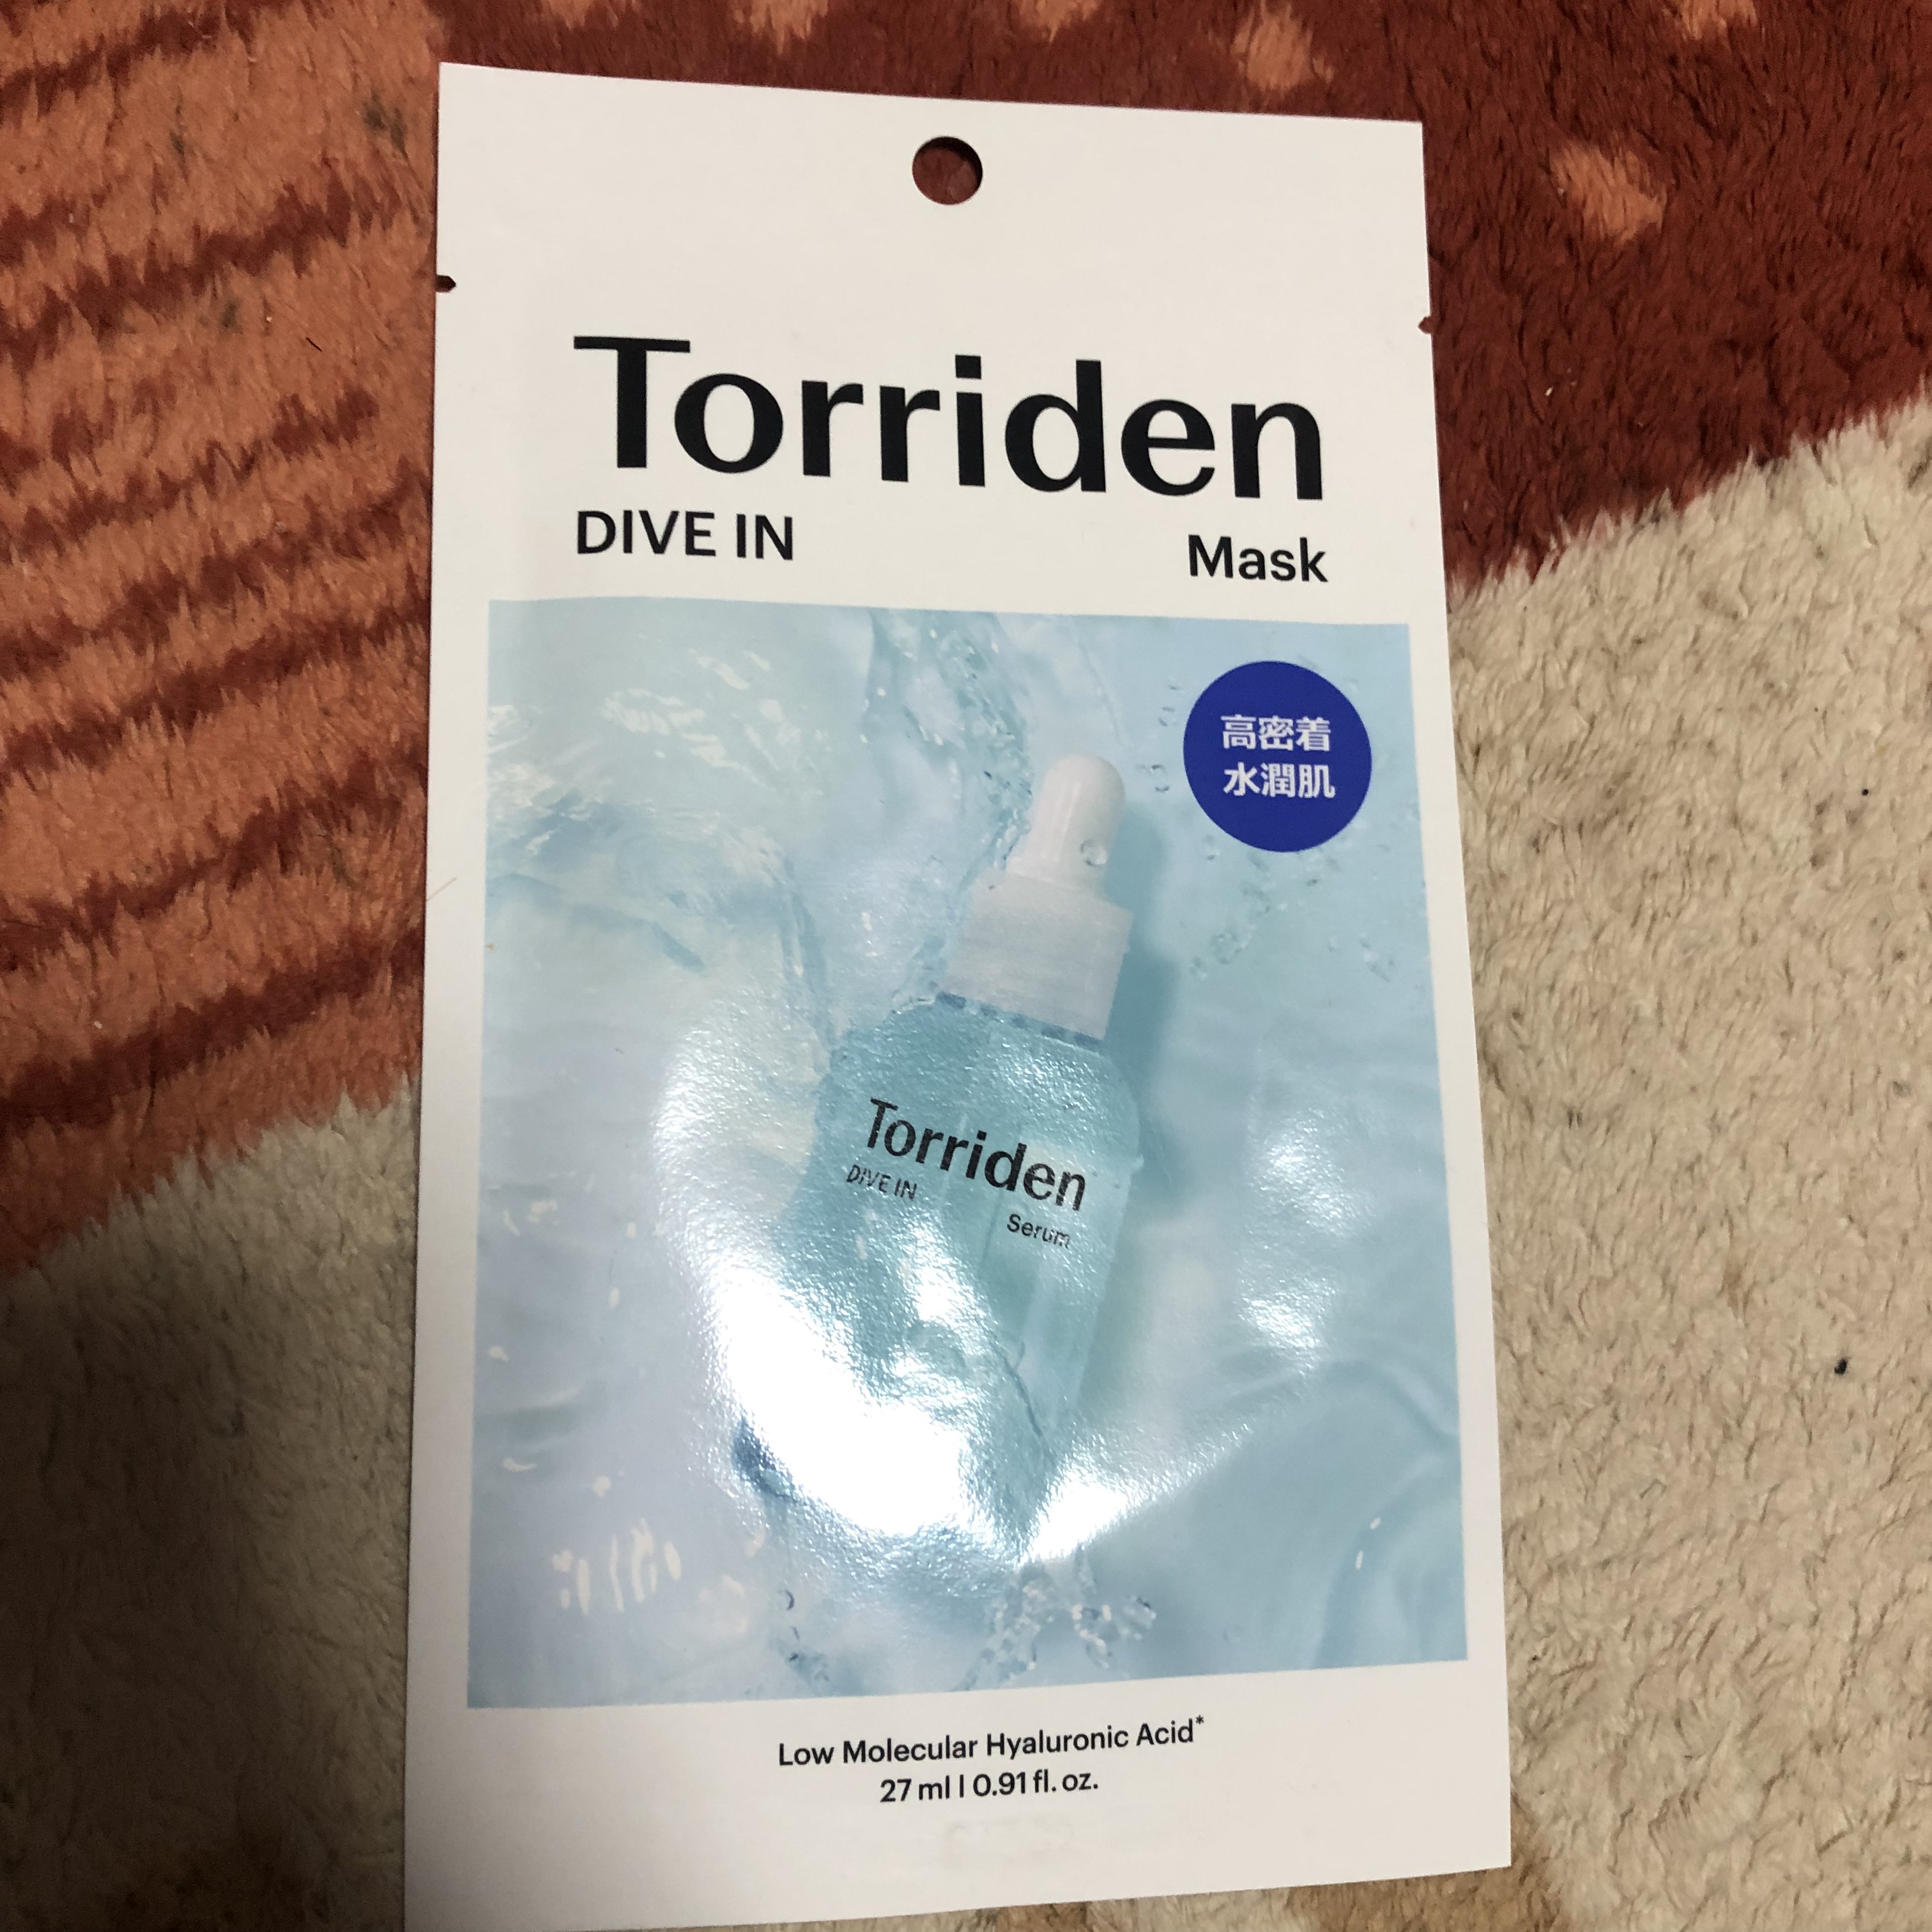 Torriden
DIVE IN Mask
高密着
水潤肌
Torriden
DIVE IN
Serum
Low Molecular Hyaluronic Acid*
27 ml | 0.91 fl. oz.